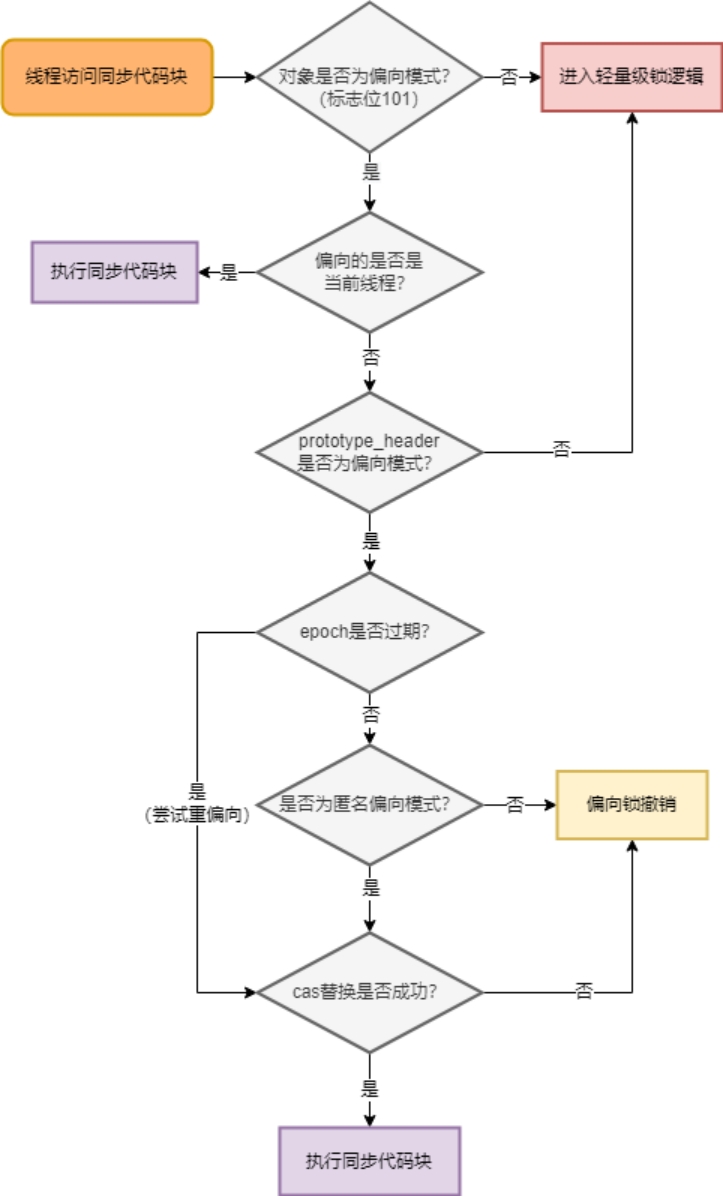 线程访问同步代码块
对象是否为偏向模式?
（标志位101）
否
进入轻量级锁逻辑
是
偏向的是否是
当前线程?
是
执行同步代码块
否
prototype_header
是否为偏向模式?
否
是
epoch是否过期?
否
是
（尝试重偏向）
是否为匿名偏向模式?
否
偏向锁撤销
是
cas替换是否成功?
否
是
执行同步代码块